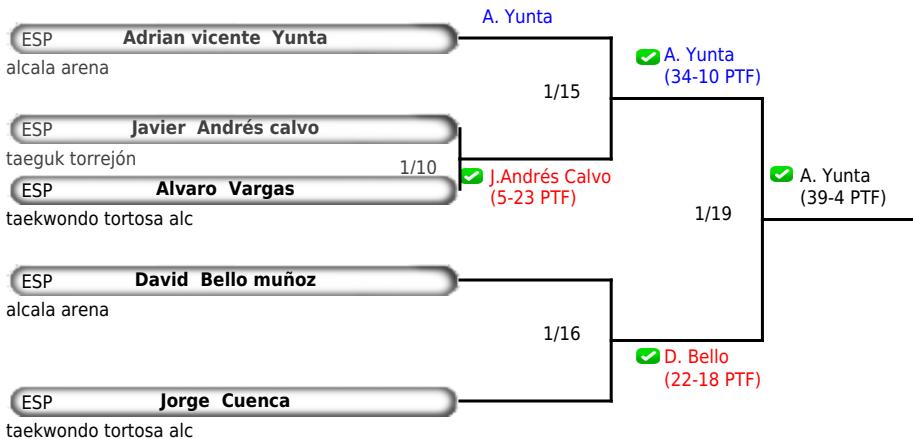 A. Yunta
ESP Adrian vicente Yunta
alcala arena
A. Yunta
(34-10 PTF)
1/15
ESP Javier Andrés calvo
taeguk torrejón
1/10
J.Andrés Calvo
(5-23 PTF)
ESP Alvaro Vargas
taekwondo tortosa alc
A. Yunta
(39-4 PTF)
1/19
ESP David Bello muñoz
alcala arena
1/16
D. Bello
(22-18 PTF)
ESP Jorge Cuenca
taekwondo tortosa alc